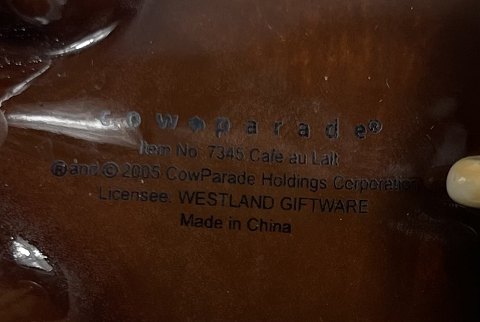 cowparade®
Item No: 7345 Cafe au Lait
® and © 2005 CowParade Holdings Corporation
Licensee: WESTLAND GIFTWARE
Made in China